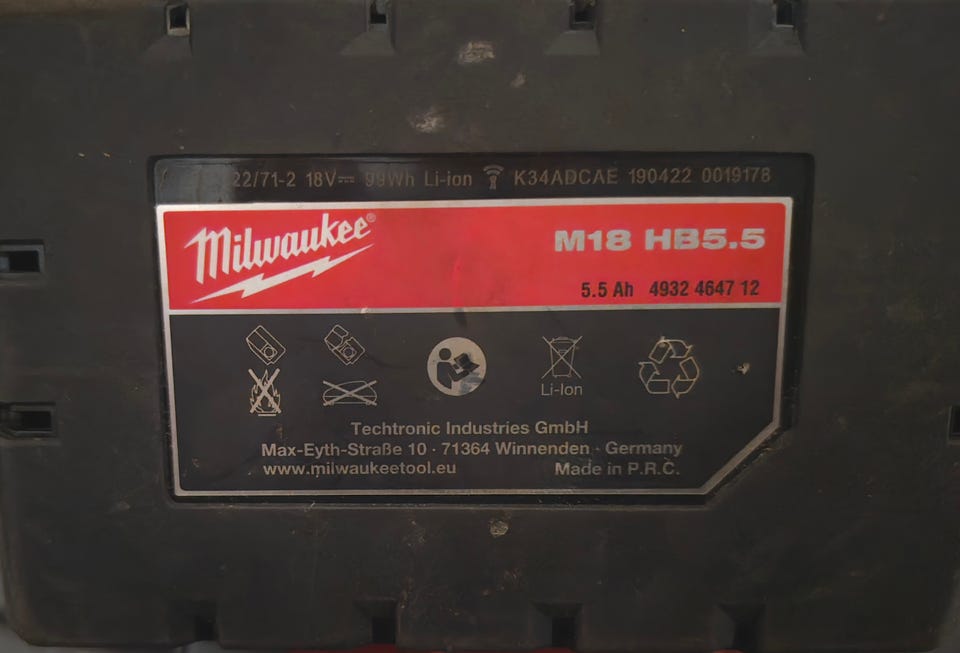 22/71-2 18V 99Wh Li-ion K34ADCAE 190422 0019178
Milwaukee®
M18 HB5.5
5.5 Ah 4932 4647 12
Li-Ion
Techtronic Industries GmbH
Max-Eyth-Straße 10 · 71364 Winnenden · Germany
www.milwaukeetool.eu Made in P.R.C.